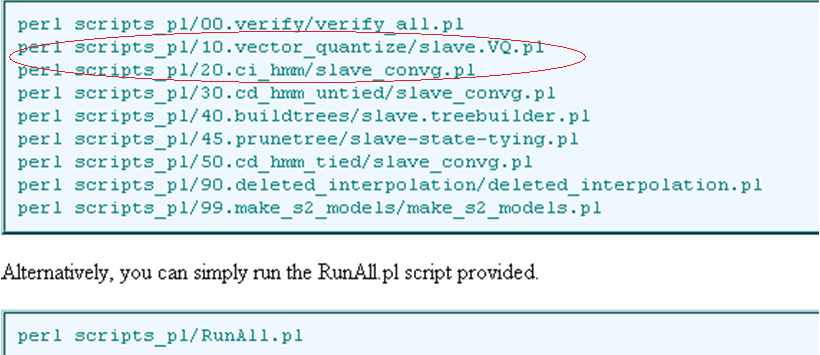 perl scripts_pl/00.verify/verify_all.pl
perl scripts_pl/10.vector_quantize/slave.VQ.pl
perl scripts_pl/20.ci_hmm/slave_convg.pl
perl scripts_pl/30.cd_hmm_untied/slave_convg.pl
perl scripts_pl/40.buildtrees/slave.treebuilder.pl
perl scripts_pl/45.prunetree/slave-state-tying.pl
perl scripts_pl/50.cd_hmm_tied/slave_convg.pl
perl scripts_pl/90.deleted_interpolation/deleted_interpolation.pl
perl scripts_pl/99.make_s2_models/make_s2_models.pl
Alternatively, you can simply run the RunAll.pl script provided.
perl scripts_pl/RunAll.pl